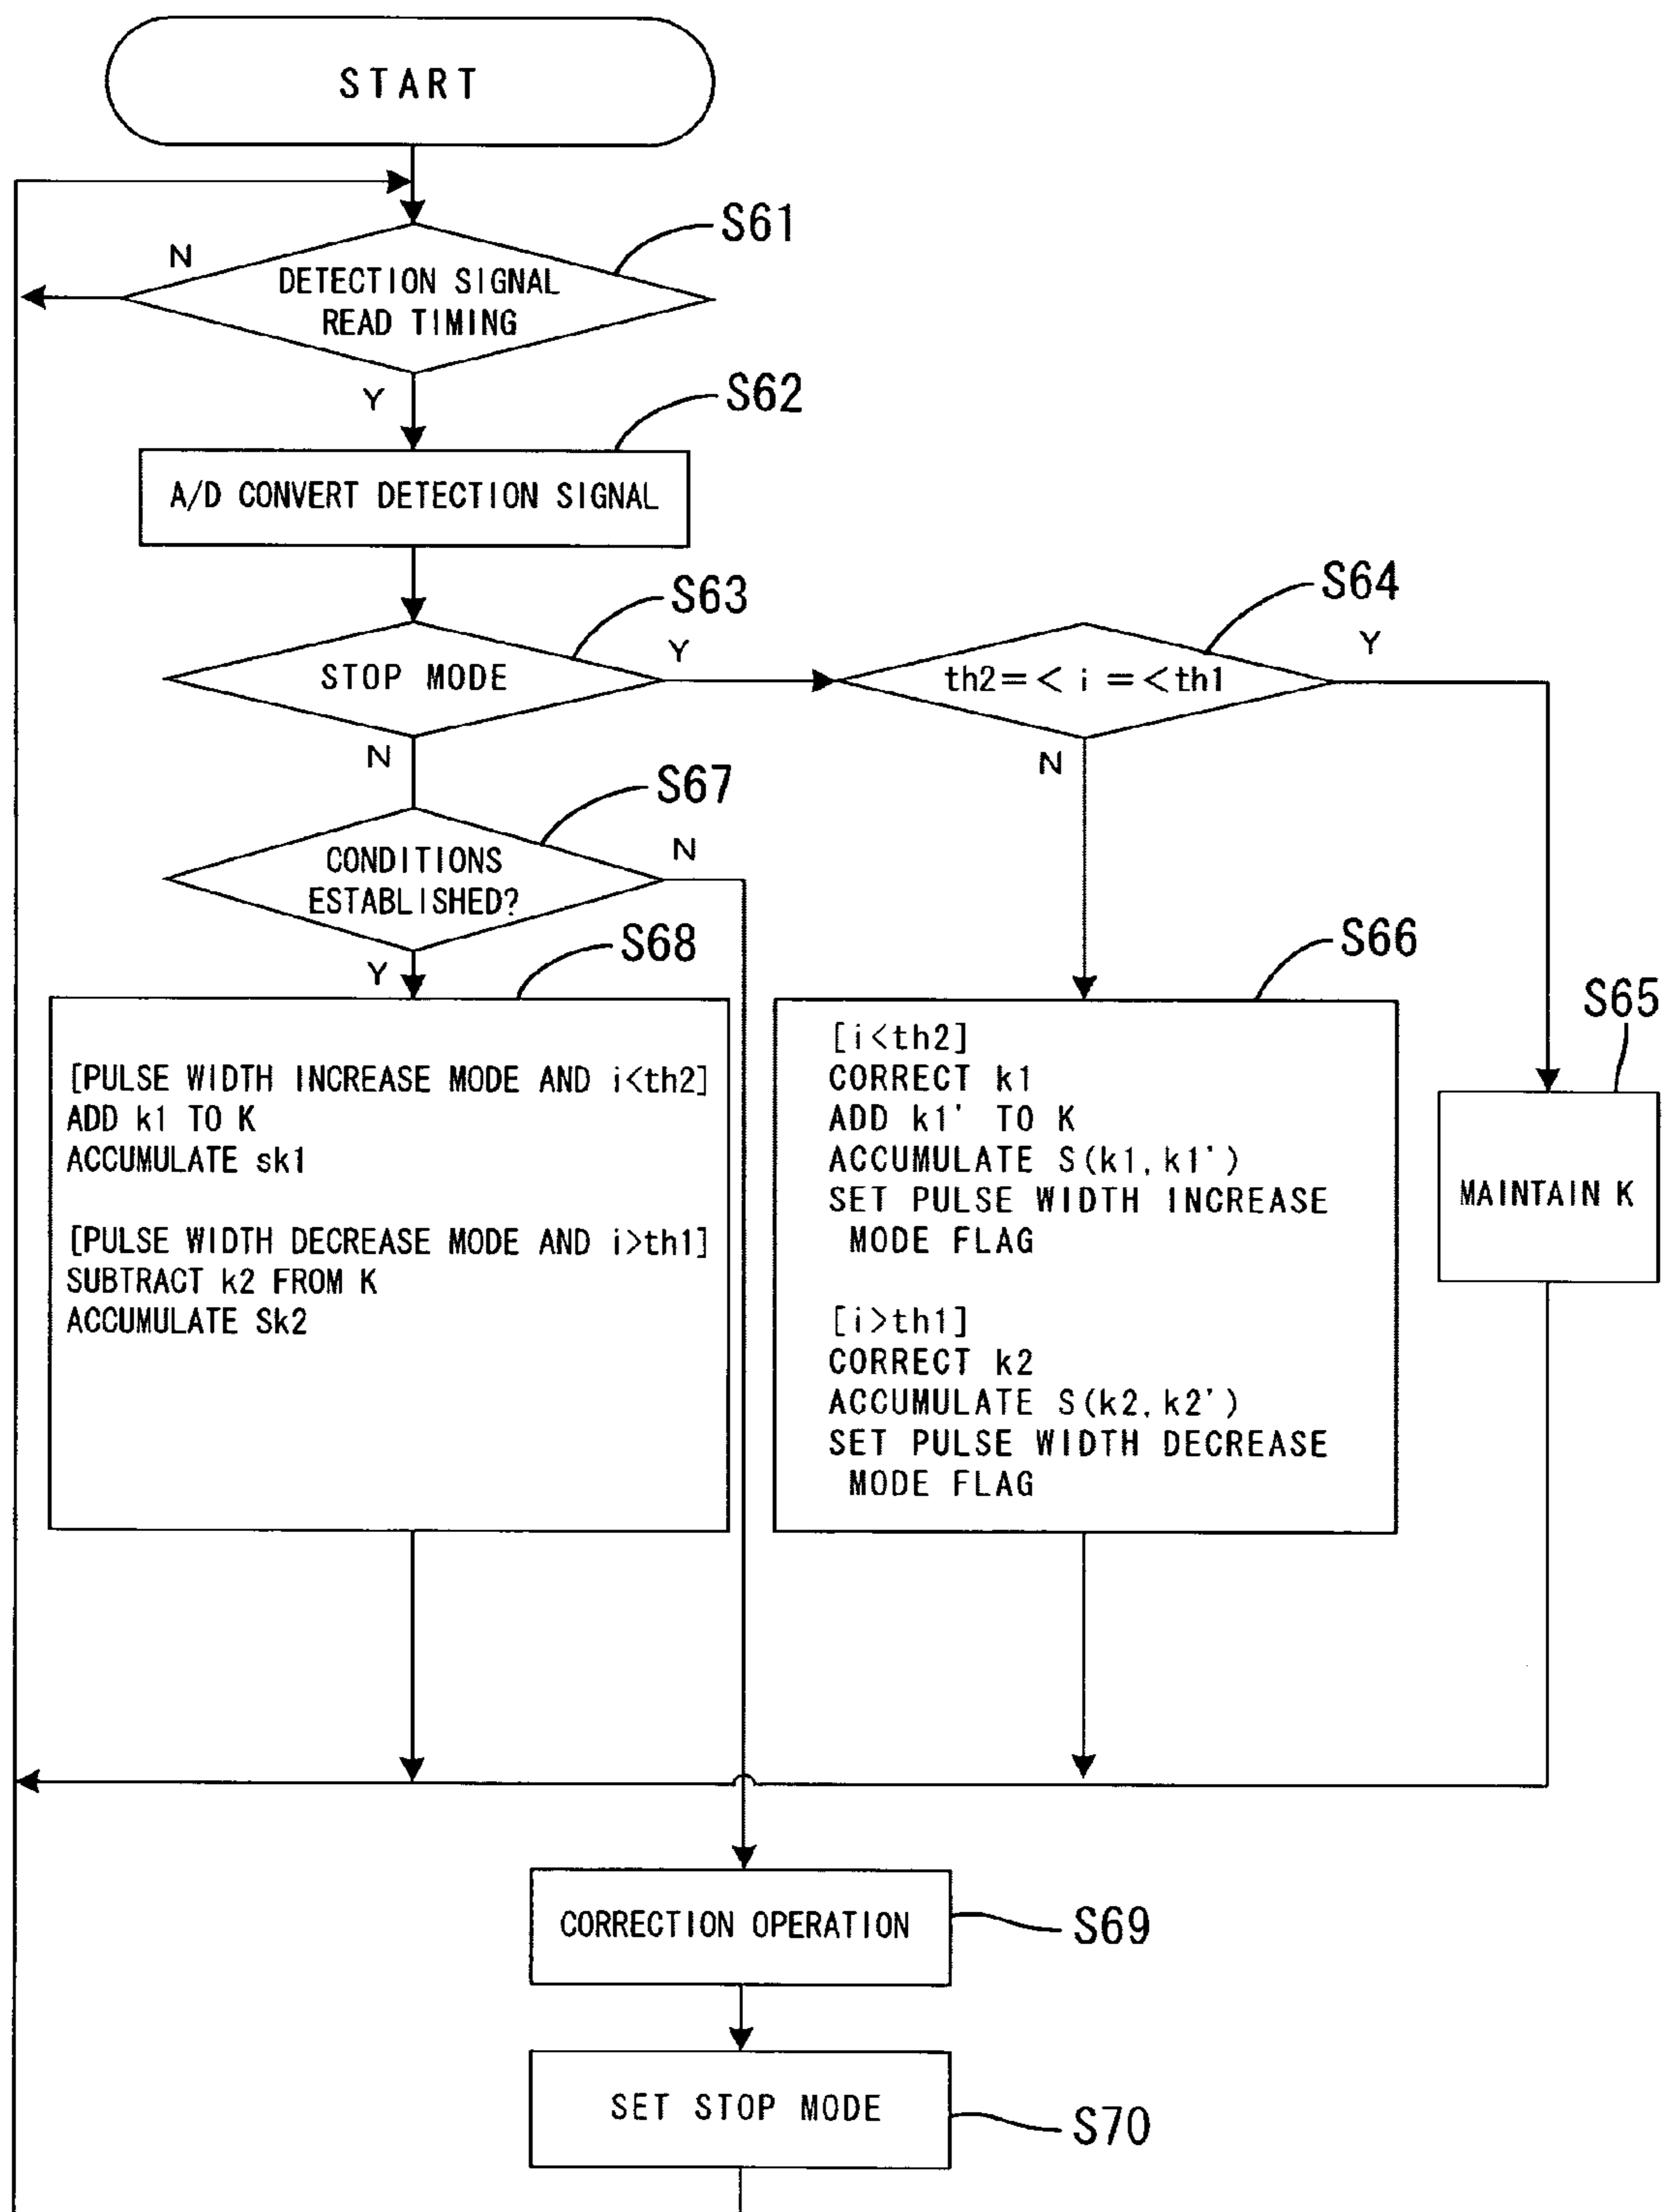 START
S61
N
DETECTION SIGNAL
READ TIMING
Y
S62
A/D CONVERT DETECTION SIGNAL
S63
Y
STOP MODE
N
S64
Y
th2=< i =<th1
N
S67
CONDITIONS
ESTABLISHED?
N
Y
S68
[PULSE WIDTH INCREASE MODE AND i<th2]
ADD k1 TO K
ACCUMULATE sk1
[PULSE WIDTH DECREASE MODE AND i>th1]
SUBTRACT k2 FROM K
ACCUMULATE Sk2
S66
[i<th2]
CORRECT k1
ADD k1' TO K
ACCUMULATE S(k1,k1')
SET PULSE WIDTH INCREASE
MODE FLAG
[i>th1]
CORRECT k2
ACCUMULATE S(k2,k2')
SET PULSE WIDTH DECREASE
MODE FLAG
S65
MAINTAIN K
CORRECTION OPERATION
S69
SET STOP MODE
S70